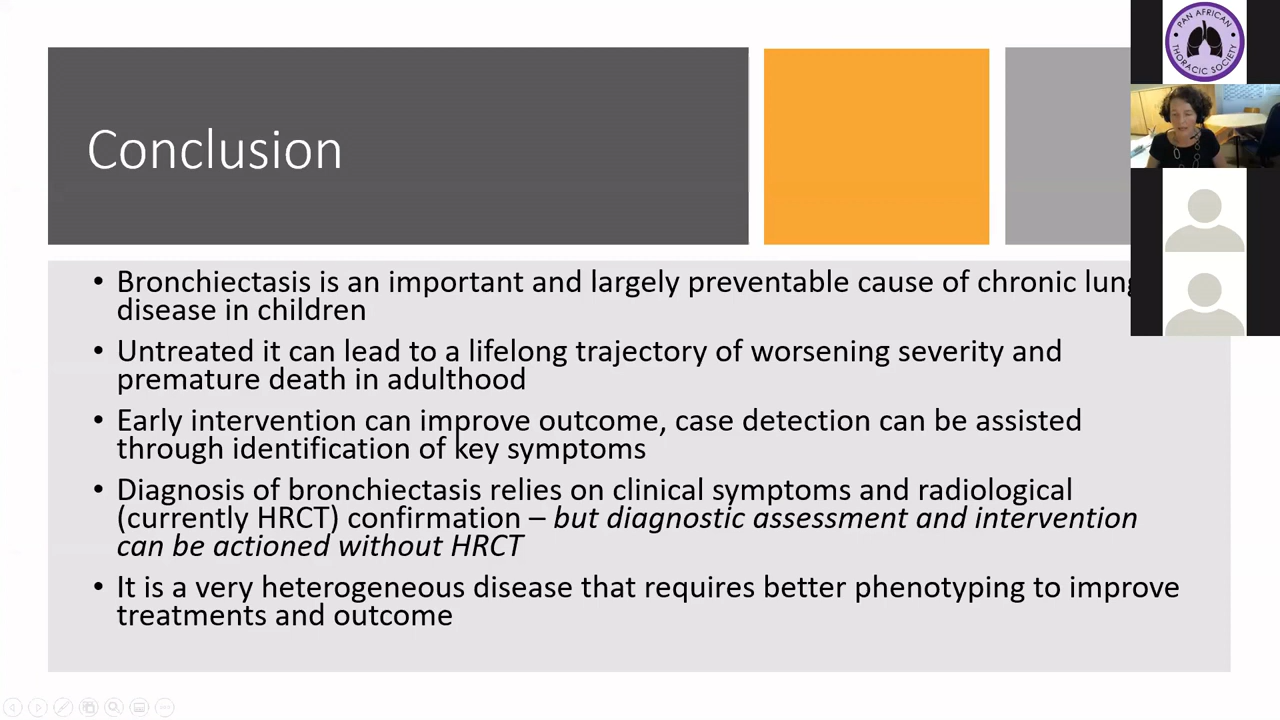 PAN AFRICAN
THORACIC SOCIETY
Conclusion
• Bronchiectasis is an important and largely preventable cause of chronic lung
disease in children
• Untreated it can lead to a lifelong trajectory of worsening severity and
premature death in adulthood
• Early intervention can improve outcome, case detection can be assisted
through identification of key symptoms
• Diagnosis of bronchiectasis relies on clinical symptoms and radiological
(currently HRCT) confirmation – but diagnostic assessment and intervention
can be actioned without HRCT
• It is a very heterogeneous disease that requires better phenotyping to improve
treatments and outcome